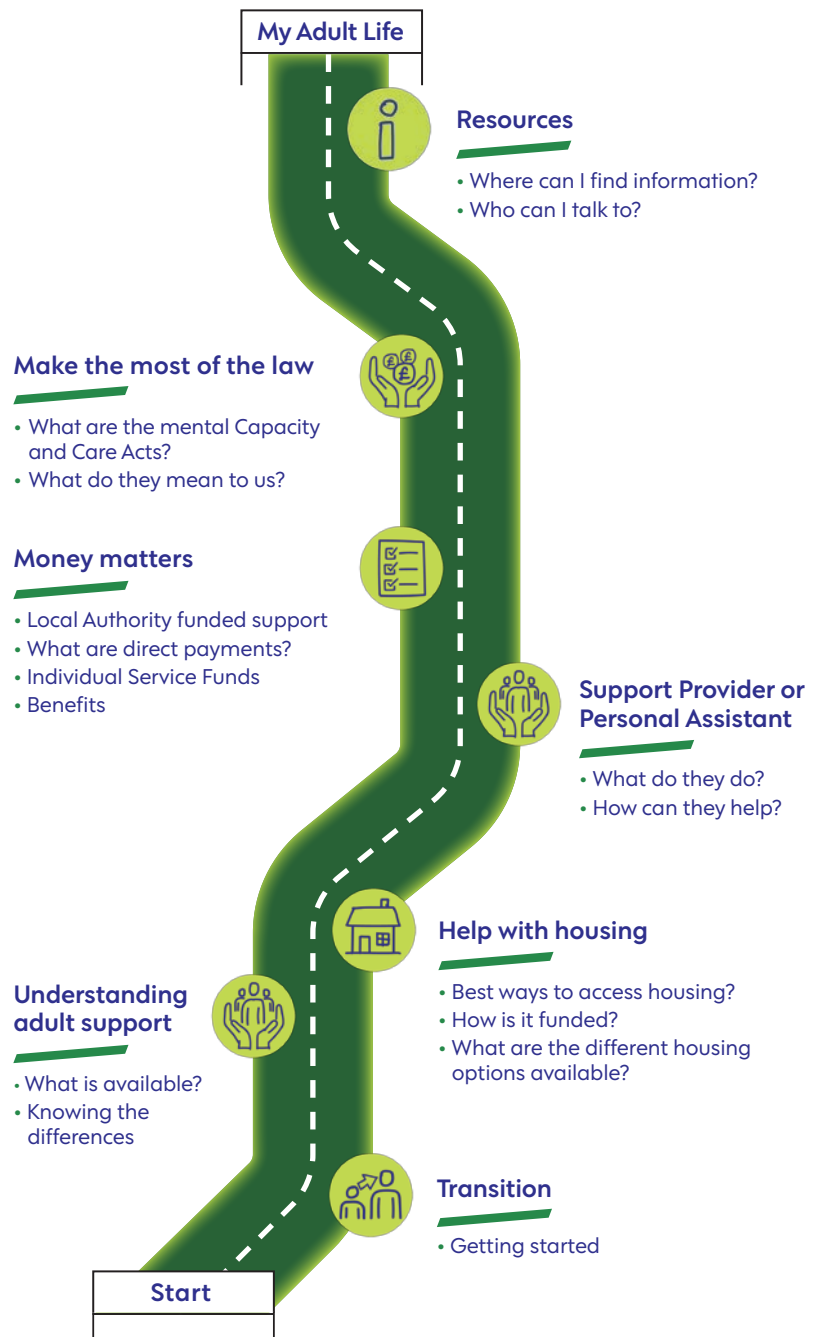 My Adult Life
Resources
• Where can I find information?
• Who can I talk to?
Make the most of the law
• What are the mental Capacity
and Care Acts?
• What do they mean to us?
Money matters
• Local Authority funded support
• What are direct payments?
• Individual Service Funds
• Benefits
Support Provider or
Personal Assistant
• What do they do?
• How can they help?
Help with housing
• Best ways to access housing?
• How is it funded?
• What are the different housing
options available?
Understanding
adult support
• What is available?
• Knowing the
differences
Transition
• Getting started
Start